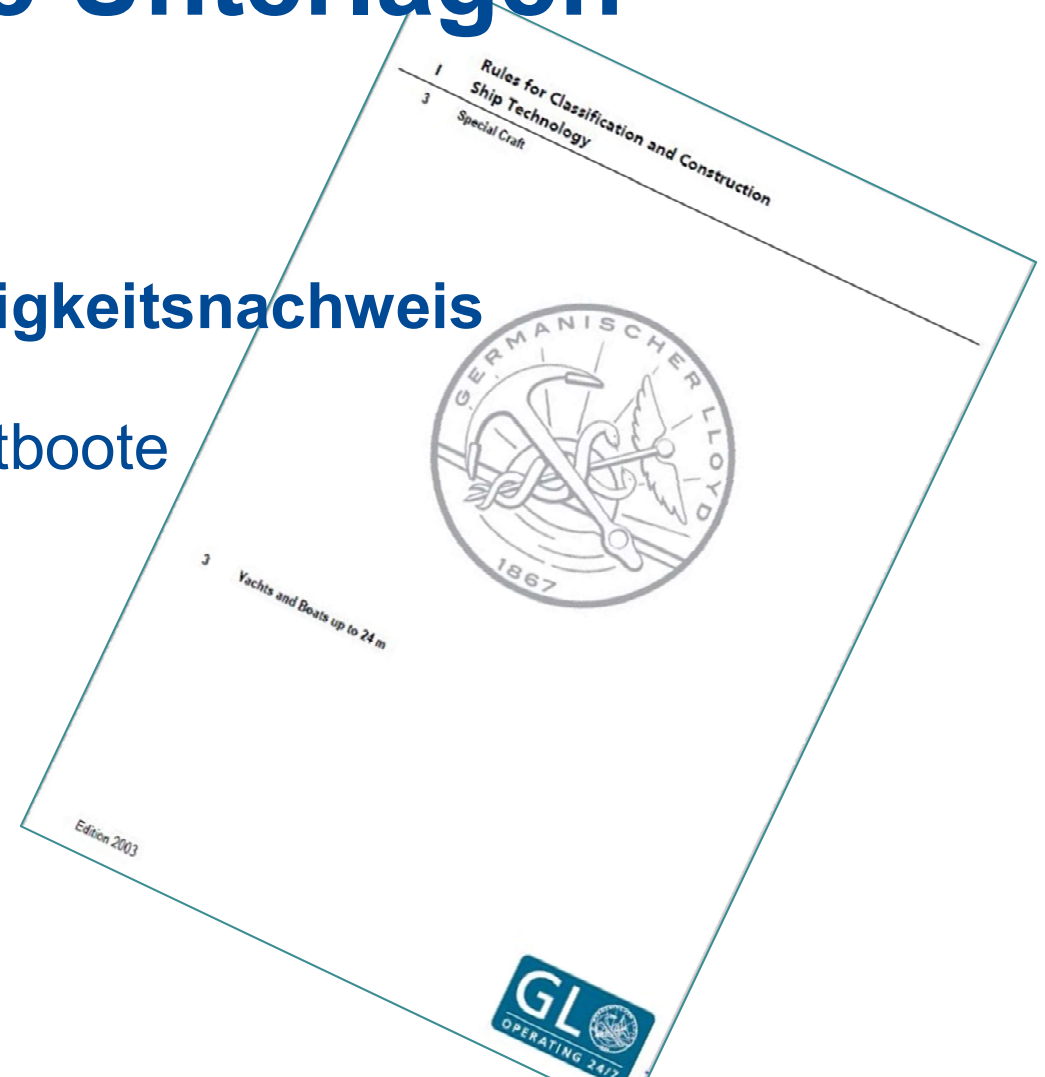 Unterlagen
I Rules for Classification and Construction
Ship Technology
3 Special Craft
igkeitsnachweis
GERMANISCHER LLOYD
1867
tboote
3 Yachts and Boats up to 24 m
Edition 2003
GL
OPERATING 24/7